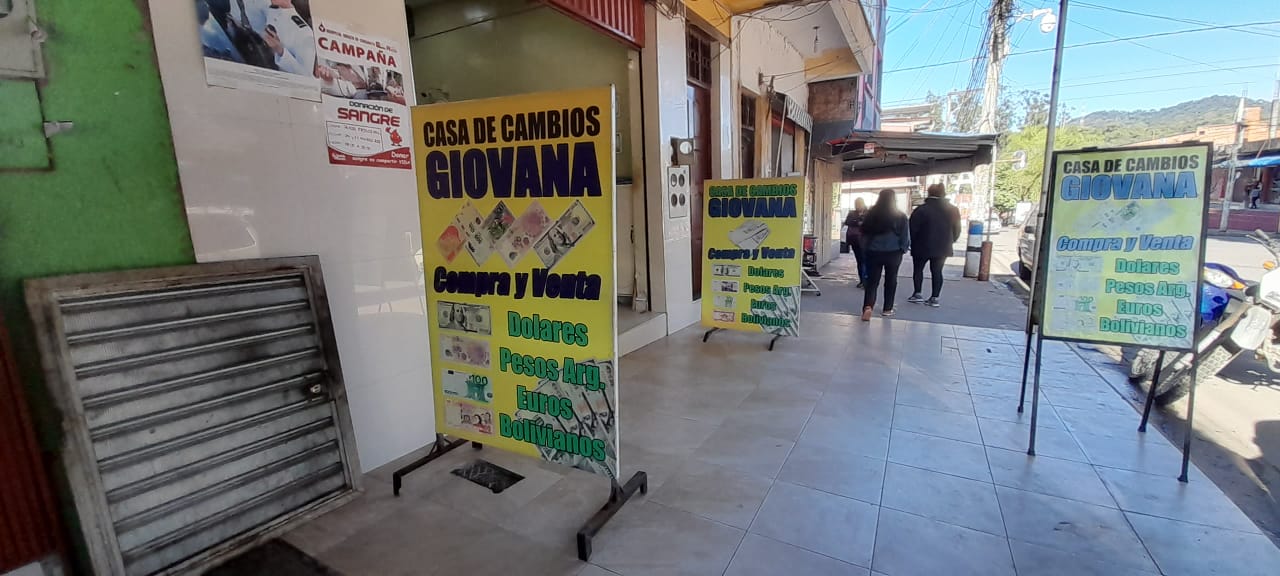 CAMPAÑA
DONACIÓN DE
SANGRE
CASA DE CAMBIOS
GIOVANA
Compra y Venta
Dolares
Pesos Arg.
Euros
Bolivianos
CASA DE CAMBIOS
GIOVANA
Compra y Venta
Dolares
Pesos Arg.
Euros
Bolivianos
CASA DE CAMBIOS
GIOVANA
Compra y Venta
Dolares
Pesos Arg.
Euros
Bolivianos